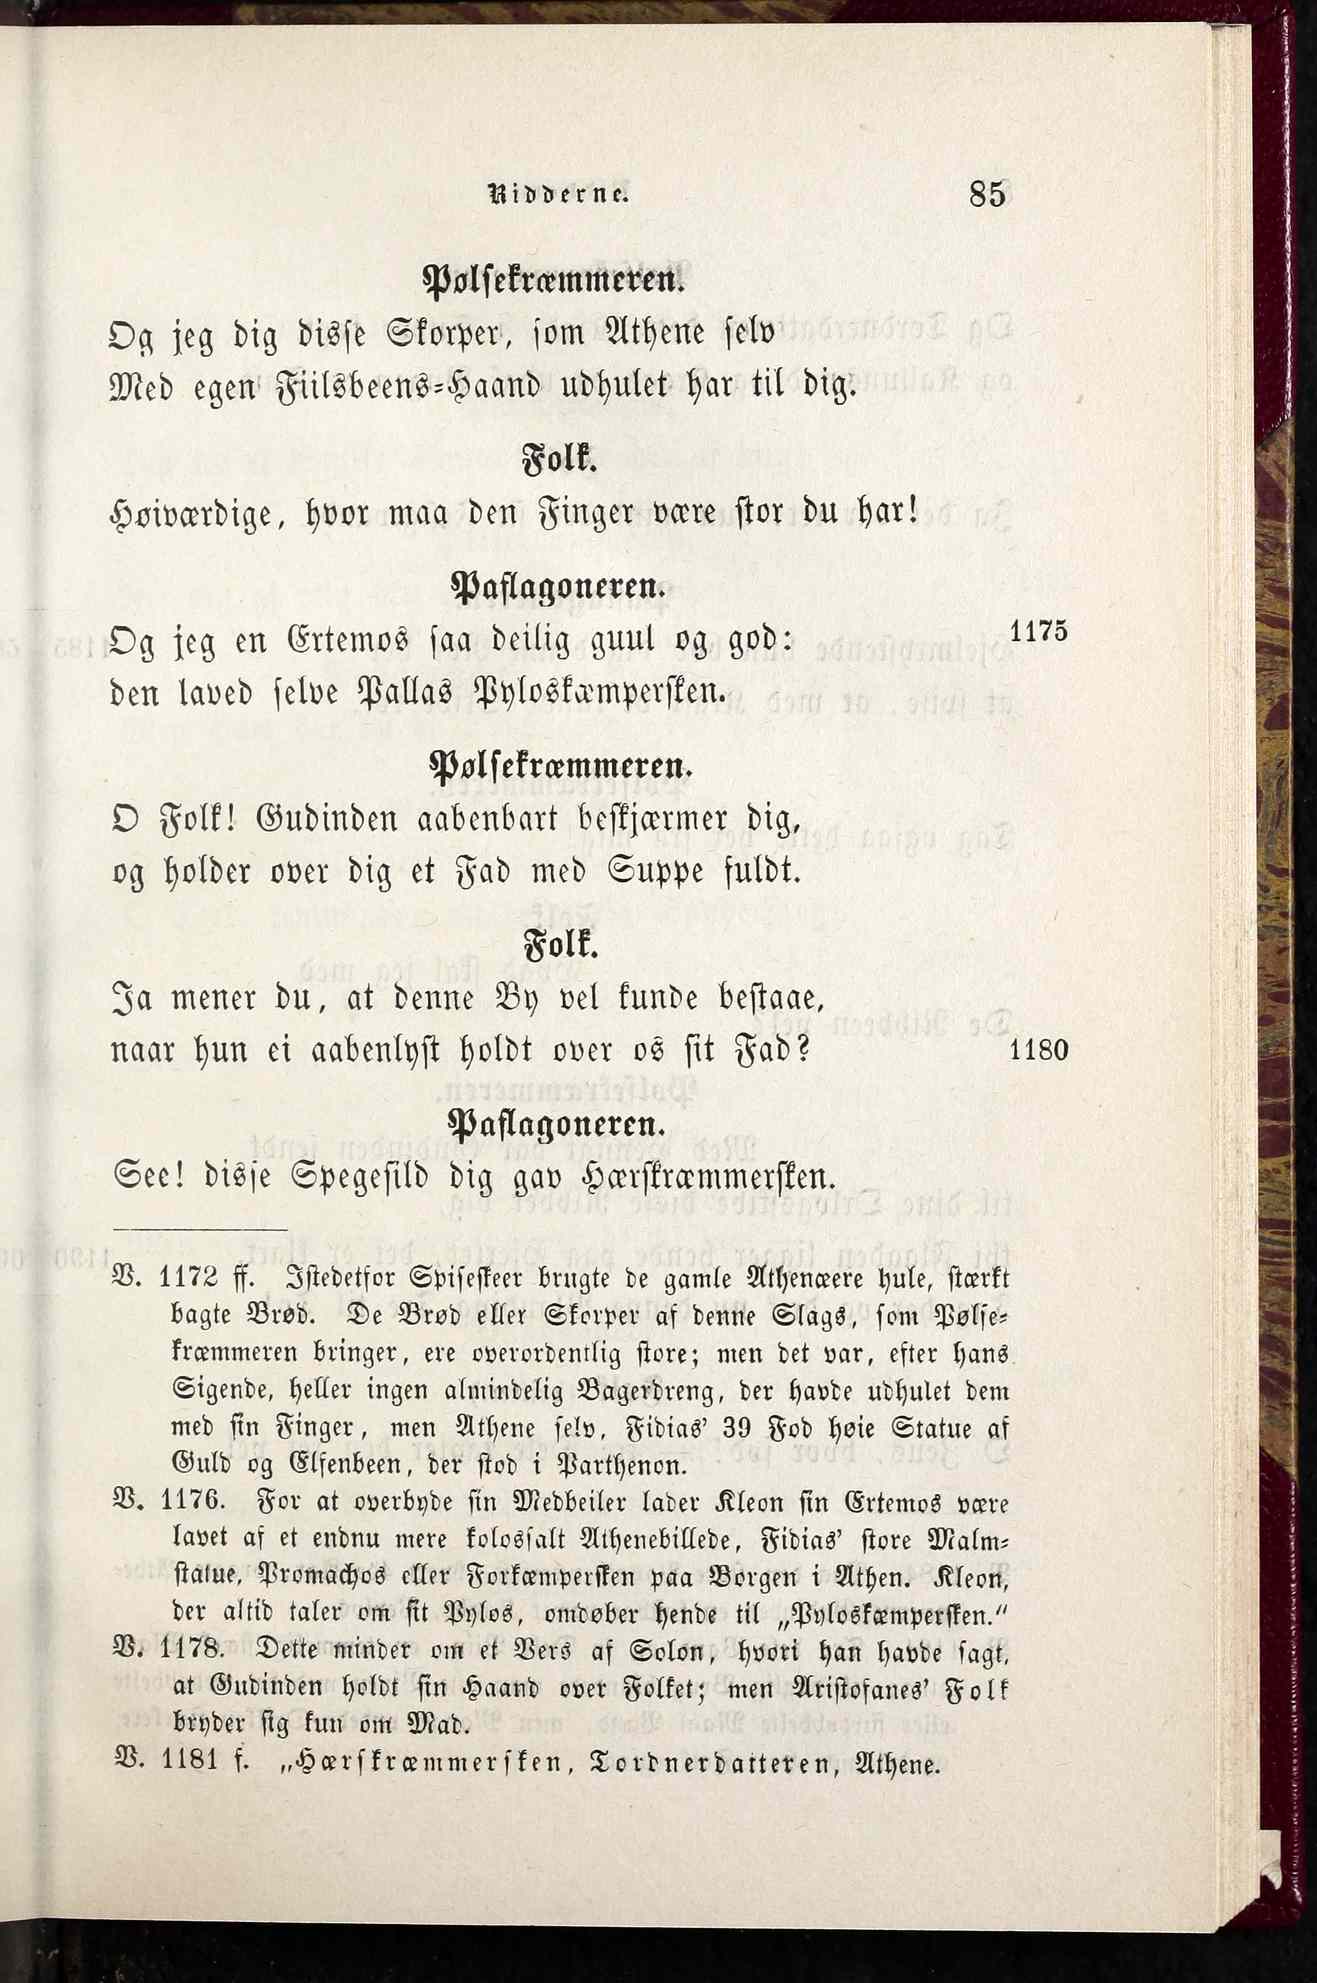 Ridderne. 85
Pølsekræmmeren.
Og jeg dig disse Skorper, som Athene selv
Med egen Fiilsbeens-Haand udhulet har til dig.
Folk.
Høiværdige, hvor maa den Finger være stor du har!
Paflagoneren.
Og jeg en Ertemos saa deilig guul og god: 1175
den laved selve Pallas Pyloskæmpersken.
Pølsekræmmeren.
O Folk! Gudinden aabenbart beskjærmer dig,
og holder over dig et Fad med Suppe fuldt.
Folk.
Ja mener du, at denne By vel kunde bestaae,
naar hun ei aabenlyst holdt over os sit Fad? 1180
Paflagoneren.
See! disse Spegesild dig gav Hærskræmmersken.
V. 1172 ff. Istedetfor Spiseskeer brugte de gamle Athenæere hule, stærkt
bagte Brød. De Brød eller Skorper af denne Slags, som Pølse-
kræmmeren bringer, ere overordentlig store; men det var, efter hans
Sigende, heller ingen almindelig Bagerdreng, der havde udhulet dem
med sin Finger, men Athene selv, Fidias' 39 Fod høie Statue af
Guld og Elfenbeen, der stod i Parthenon.
V. 1176. For at overbyde sin Medbeiler lader Kleon sin Ertemos være
lavet af et endnu mere kolossalt Athenebillede, Fidias' store Malm-
statue, Promachos eller Forkæmpersken paa Borgen i Athen. Kleon,
der altid taler om sit Pylos, omdøber hende til „Pyloskæmpersken.“
V. 1178. Dette minder om et Vers af Solon, hvori han havde sagt,
at Gudinden holdt sin Haand over Folket; men Aristofanes' Folk
bryder sig kun om Mad.
V. 1181 f. „Hærskræmmersken, Tordnerdatteren, Athene.